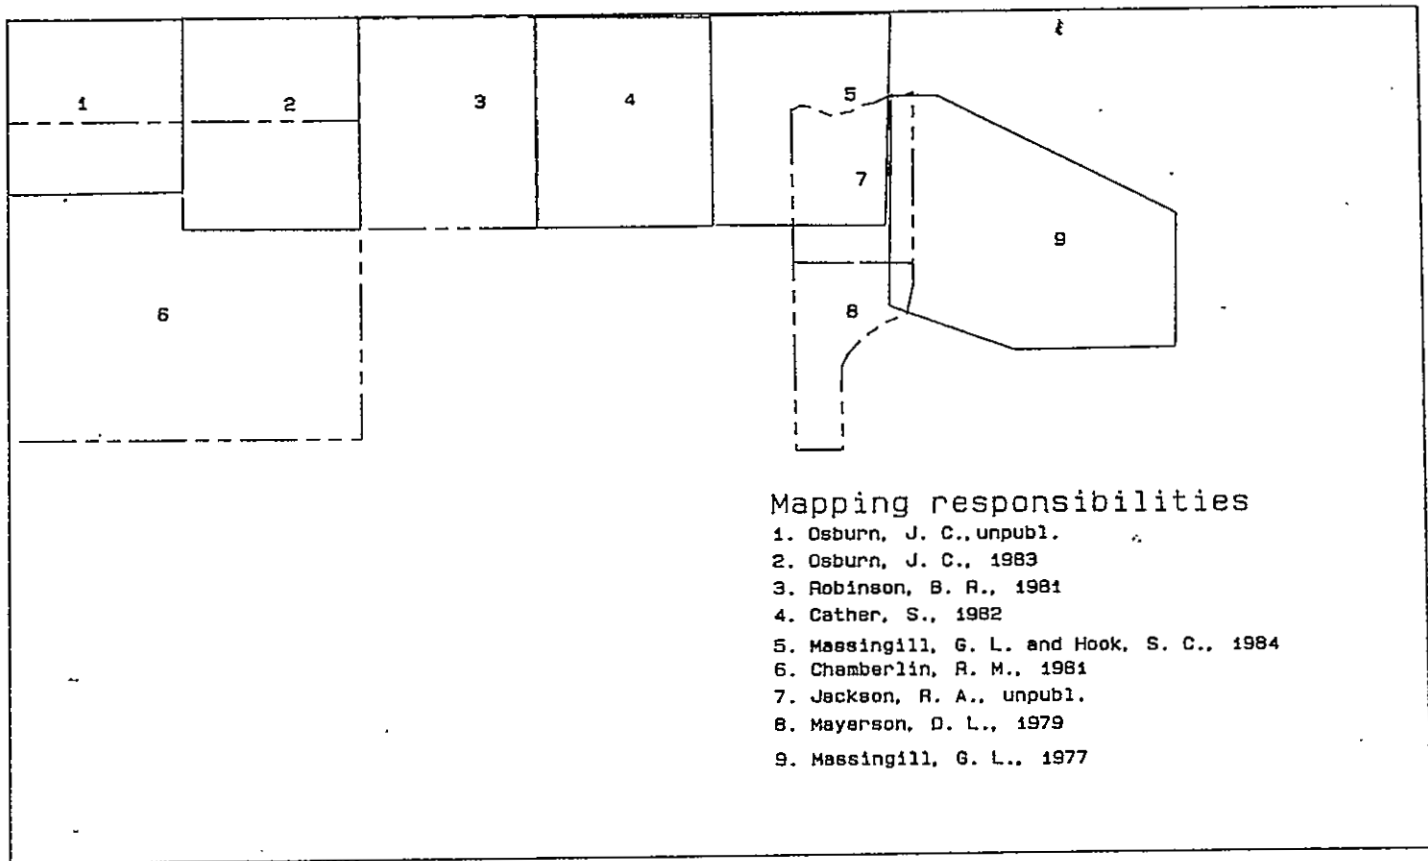 1
2
3
4
5
6
7
8
9
Mapping responsibilities
1. Osburn, J. C., unpubl.
2. Osburn, J. C., 1983
3. Robinson, B. R., 1981
4. Cather, S., 1982
5. Massingill, G. L. and Hook, S. C., 1984
6. Chamberlin, R. M., 1981
7. Jackson, R. A., unpubl.
8. Mayerson, D. L., 1979
9. Massingill, G. L., 1977